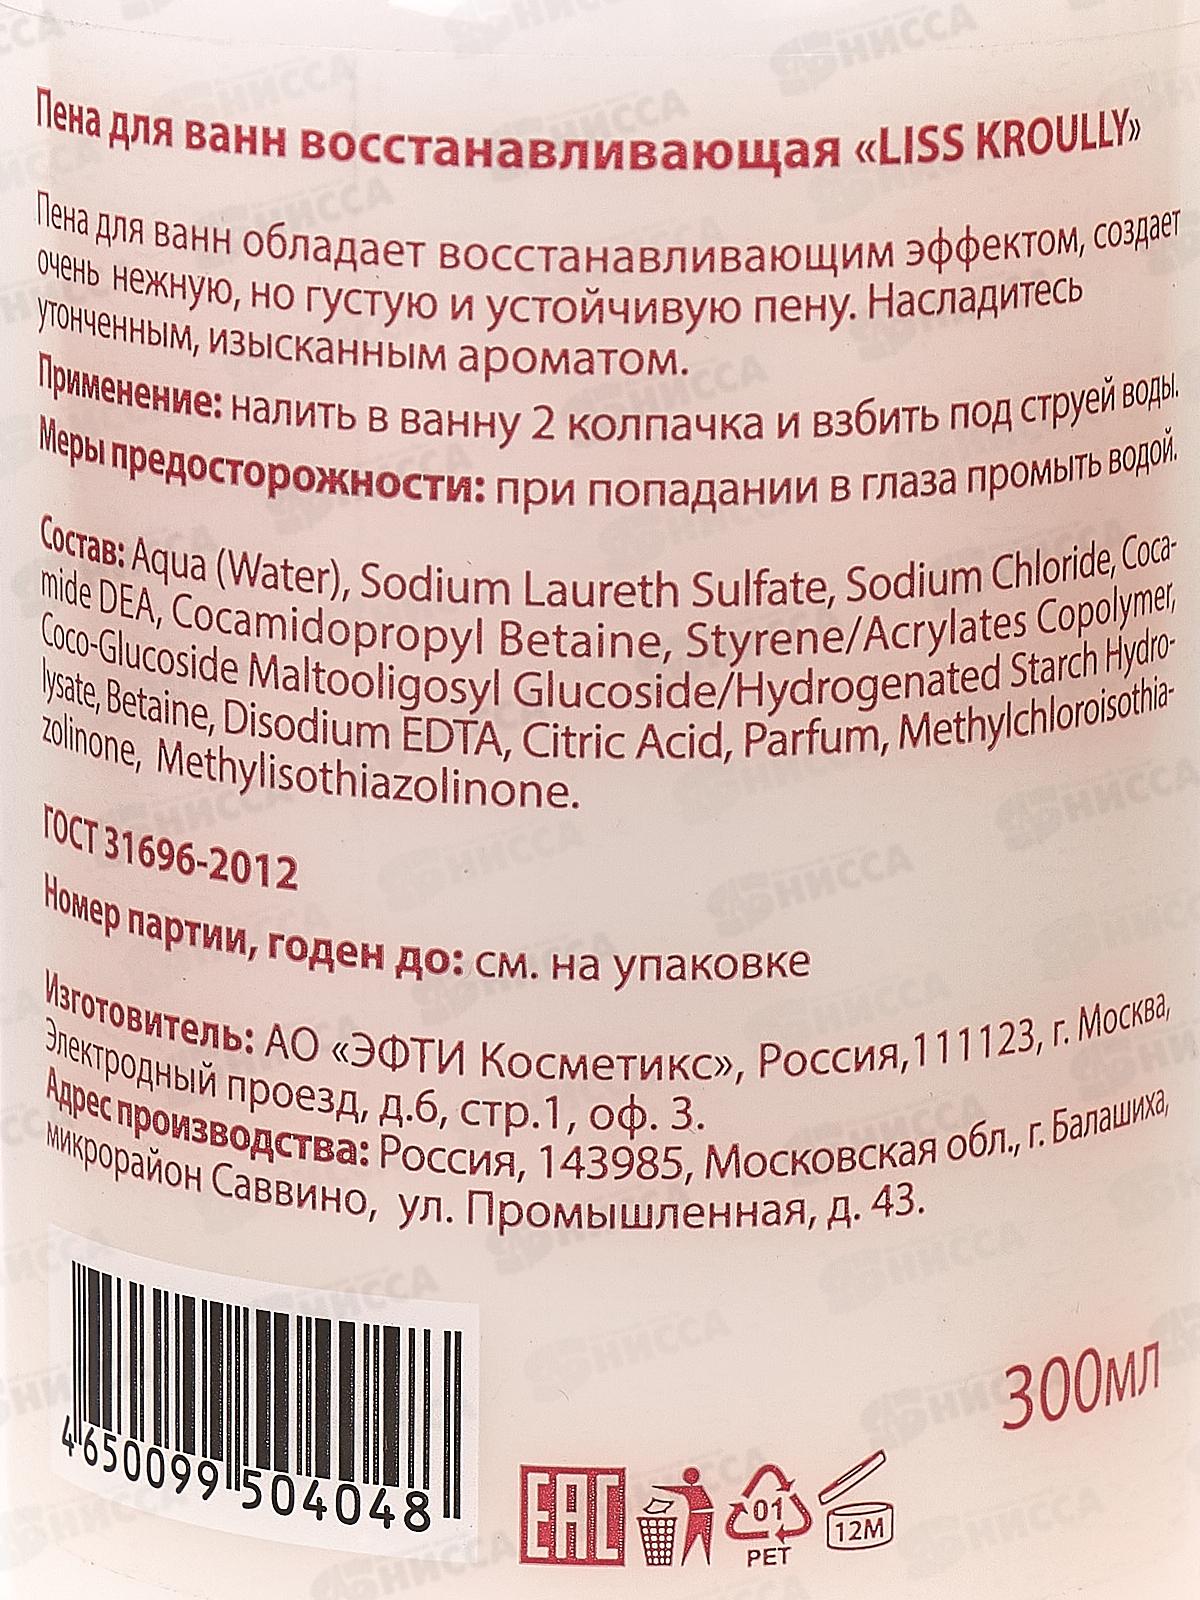 Пена для ванн восстанавливающая «LISS KROULLY»
Пена для ванн обладает восстанавливающим эффектом, создает
очень нежную, но густую и устойчивую пену. Насладитесь
утонченным, изысканным ароматом.
Применение: налить в ванну 2 колпачка и взбить под струей воды.
Меры предосторожности: при попадании в глаза промыть водой.
Состав: Aqua (Water), Sodium Laureth Sulfate, Sodium Chloride, Coca-
mide DEA, Cocamidopropyl Betaine, Styrene/Acrylates Copolymer,
Coco-Glucoside Maltooligosyl Glucoside/Hydrogenated Starch Hydro-
lysate, Betaine, Disodium EDTA, Citric Acid, Parfum, Methylchloroisothia-
zolinone, Methylisothiazolinone.
ГОСТ 31696-2012
Номер партии, годен до: см. на упаковке
Изготовитель: АО «ЭФТИ Косметикс», Россия,111123, г. Москва,
Электродный проезд, д.6, стр.1, оф. 3.
Адрес производства: Россия, 143985, Московская обл., г. Балашиха,
микрорайон Саввино, ул. Промышленная, д. 43.
300мл
4650099504048
EAC
01
PET
12M
НИССА